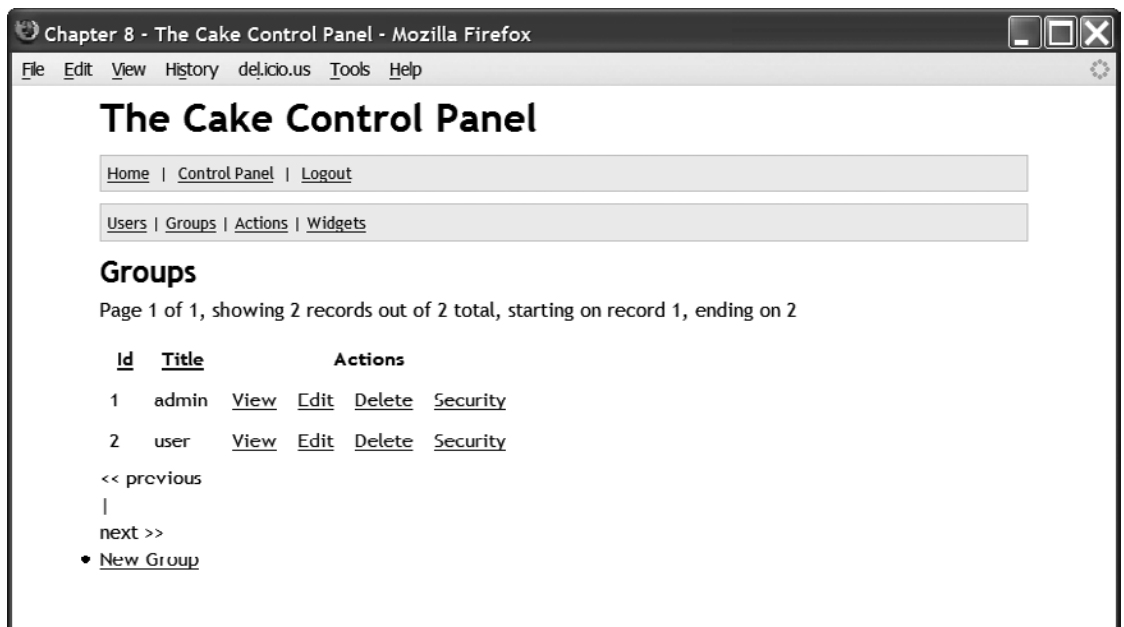 Chapter 8 - The Cake Control Panel - Mozilla Firefox
File Edit View History del.icio.us Tools Help
The Cake Control Panel
Home | Control Panel | Logout
Users | Groups | Actions | Widgets
Groups
Page 1 of 1, showing 2 records out of 2 total, starting on record 1, ending on 2
Id Title Actions
1 admin View Edit Delete Security
2 user View Edit Delete Security
<< previous
|
next >>
• New Group